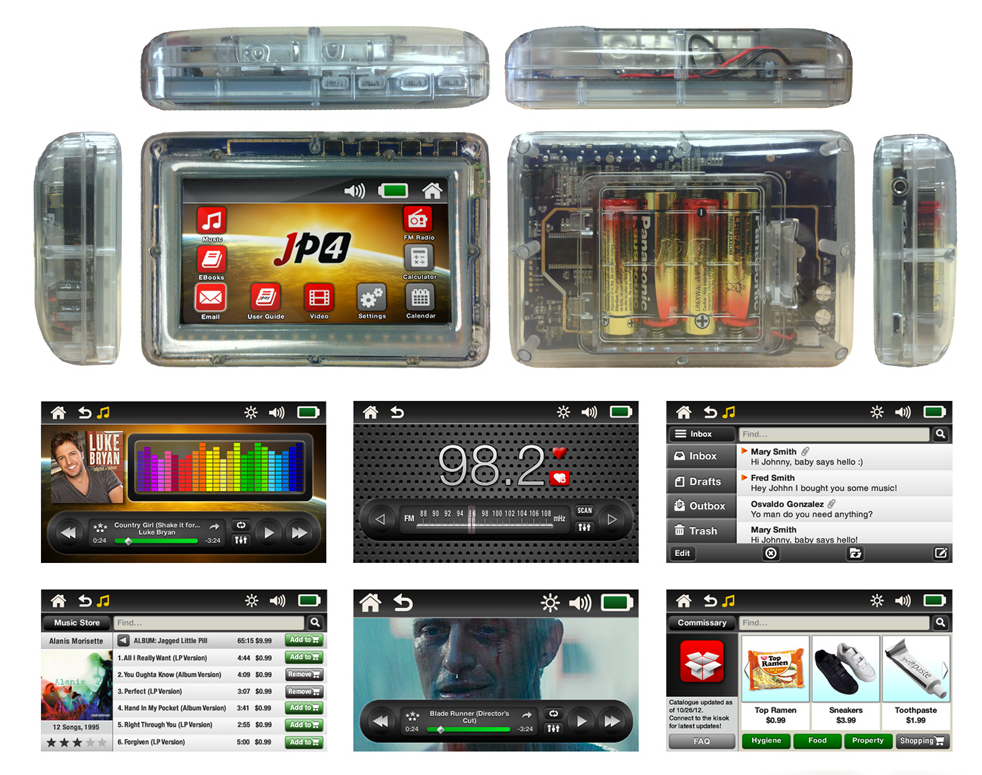 JP4
Music
EBooks
Email
User Guide
Video
Settings
FM Radio
Calculator
Calendar
Panasonic
LUKE
BRYAN
Country Girl (Shake it for...
Luke Bryan
0:24
-3:24
98.2
FM
88 90 92 94 96 98 100 102 104 106 108
mHz
SCAN
Inbox
Find...
Inbox
Drafts
Outbox
Trash
Edit
Mary Smith
Hi Johnny, baby says hello :)
Fred Smith
Hey Johhn I bought you some music!
Osvaldo Gonzalez
Yo man do you need anything?
Mary Smith
Hi Johnny, baby says hello!
Music Store
Find...
Alanis Morisette
ALBUM: Jagged Little Pill 65:15 $9.99 Add to
1. All I Really Want (LP Version) 4:44 $0.99 Add to
2. You Oughta Know (Album Version) 4:09 $0.99 Remove
3. Perfect (LP Version) 3:07 $0.99 Remove
4. Hand In My Pocket (Album Version) 3:41 $0.99 Add to
5. Right Through You (LP Version) 2:55 $0.99 Add to
6. Forgiven (LP Version) 5:00 $0.99 Add to
Alanis
12 Songs, 1995
Blade Runner (Director's
Cut)
0:24
-3:24
Commissary
Find...
Catalogue updated as
of 10/26/12.
Connect to the kisok
for latest updates!
FAQ
Top
Ramen
toothpaste
Top Ramen
$0.99
Sneakers
$3.99
Toothpaste
$1.99
Hygiene
Food
Property
Shopping